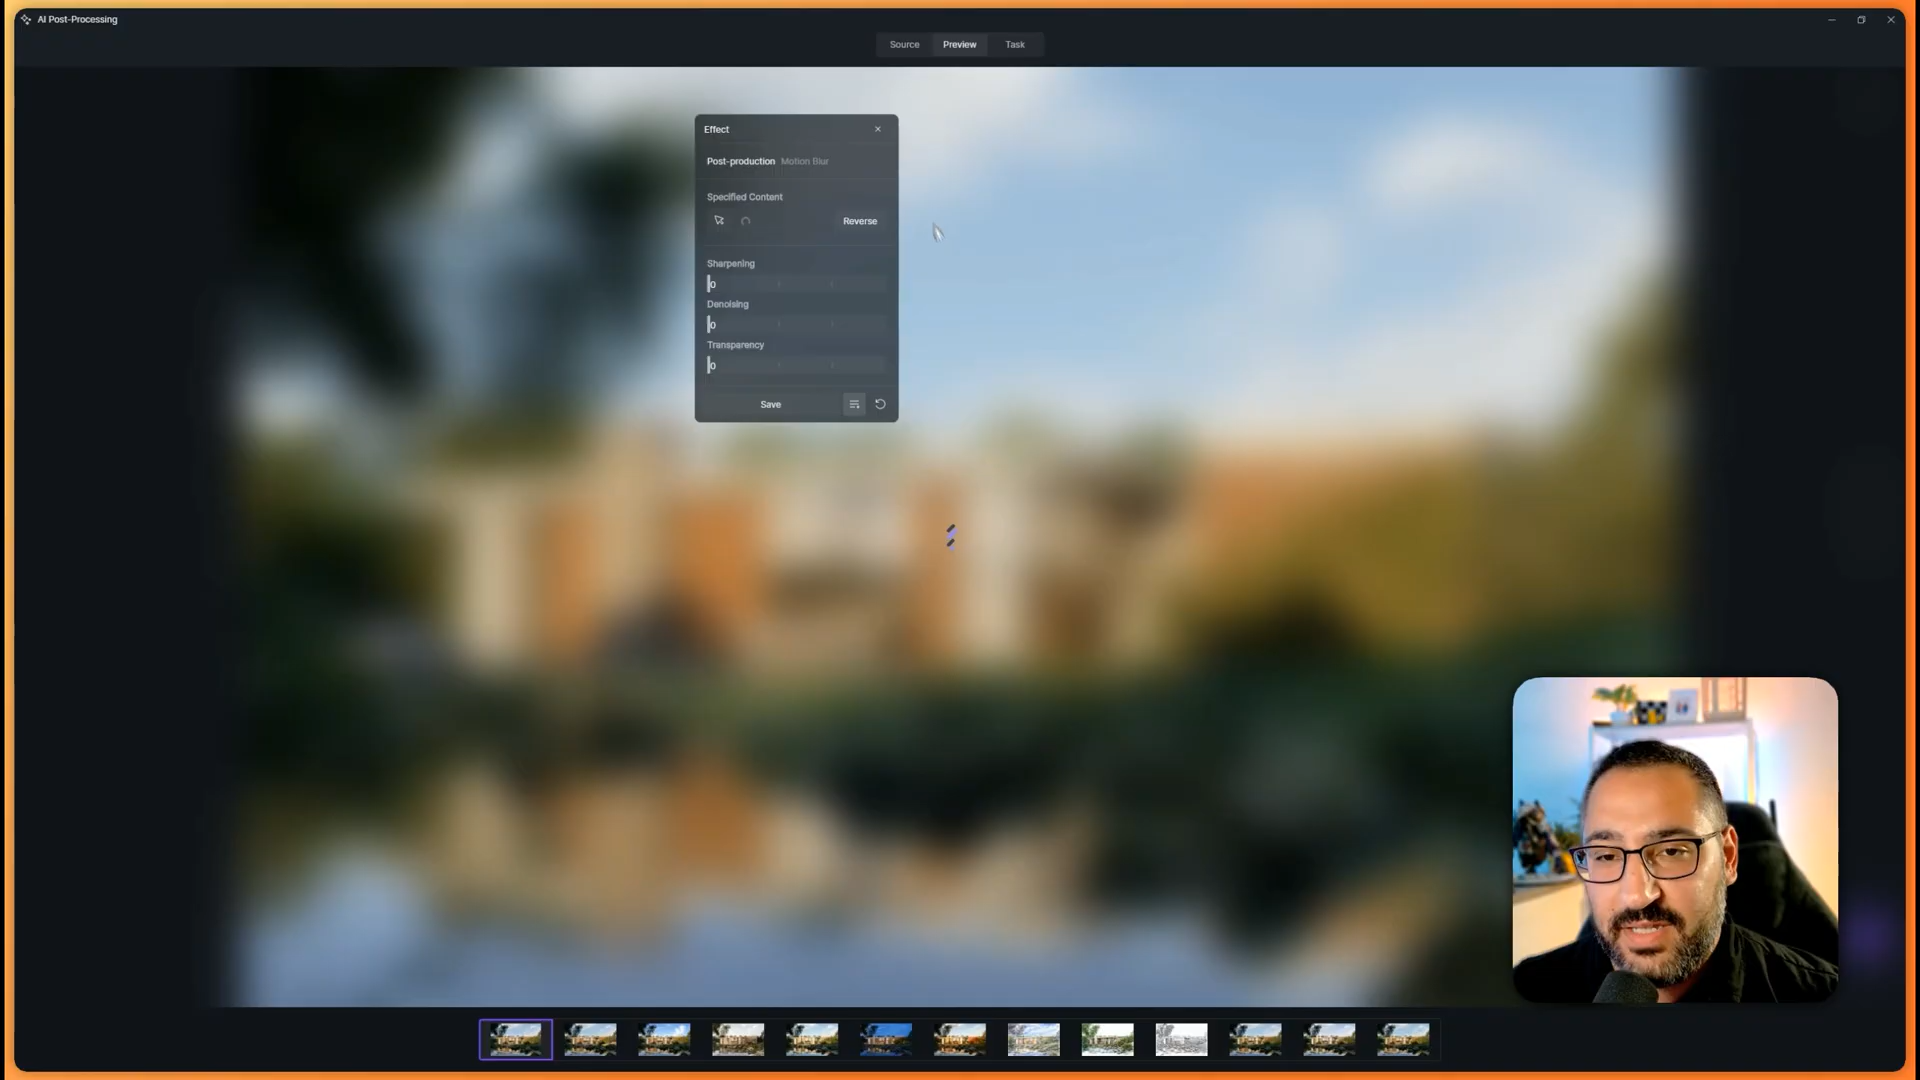 AI Post-Processing
Source Preview Task
Effect
Post-production Motion Blur
Specified Content
Reverse
Sharpening
0
Denoising
0
Transparency
0
Save